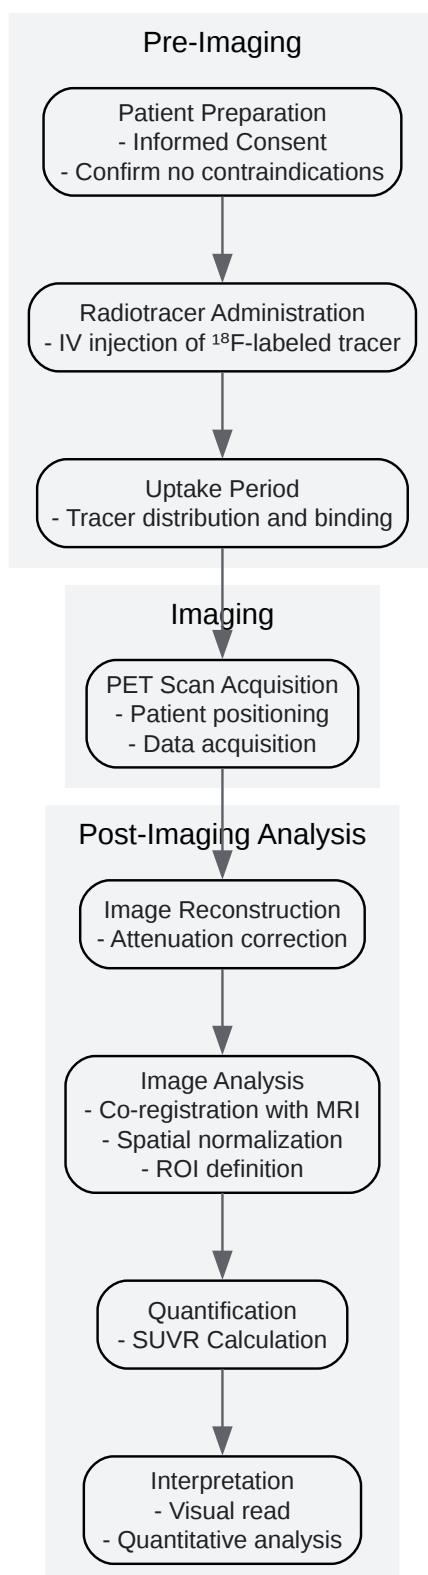 Pre-Imaging
Patient Preparation
- Informed Consent
- Confirm no contraindications
Radiotracer Administration
- IV injection of ¹⁸F-labeled tracer
Uptake Period
- Tracer distribution and binding
Imaging
PET Scan Acquisition
- Patient positioning
- Data acquisition
Post-Imaging Analysis
Image Reconstruction
- Attenuation correction
Image Analysis
- Co-registration with MRI
- Spatial normalization
- ROI definition
Quantification
- SUVR Calculation
Interpretation
- Visual read
- Quantitative analysis